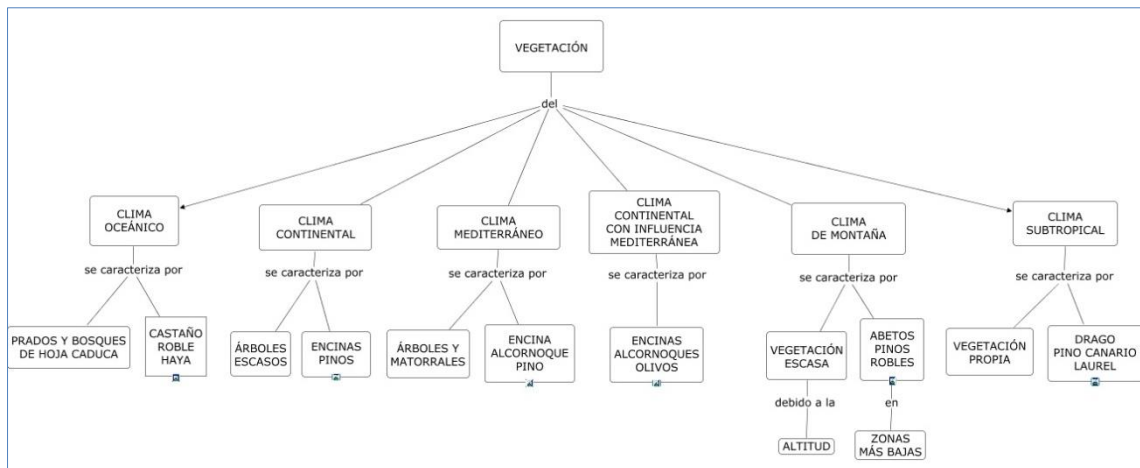 VEGETACIÓN
del
CLIMA
OCEÁNICO
CLIMA
CONTINENTAL
CLIMA
MEDITERRÁNEO
CLIMA
CONTINENTAL
CON INFLUENCIA
MEDITERRÁNEA
CLIMA
DE MONTAÑA
CLIMA
SUBTROPICAL
se caracteriza por
se caracteriza por
se caracteriza por
se caracteriza por
se caracteriza por
se caracteriza por
PRADOS Y BOSQUES
DE HOJA CADUCA
CASTAÑO
ROBLE
HAYA
ÁRBOLES
ESCASOS
ENCINAS
PINOS
ÁRBOLES Y
MATORRALES
ENCINA
ALCORNOQUE
PINO
ENCINAS
ALCORNOQUES
OLIVOS
VEGETACIÓN
ESCASA
ABETOS
PINOS
ROBLES
VEGETACIÓN
PROPIA
DRAGO
PINO CANARIO
LAUREL
debido a la
en
ALTITUD
ZONAS
MÁS BAJAS